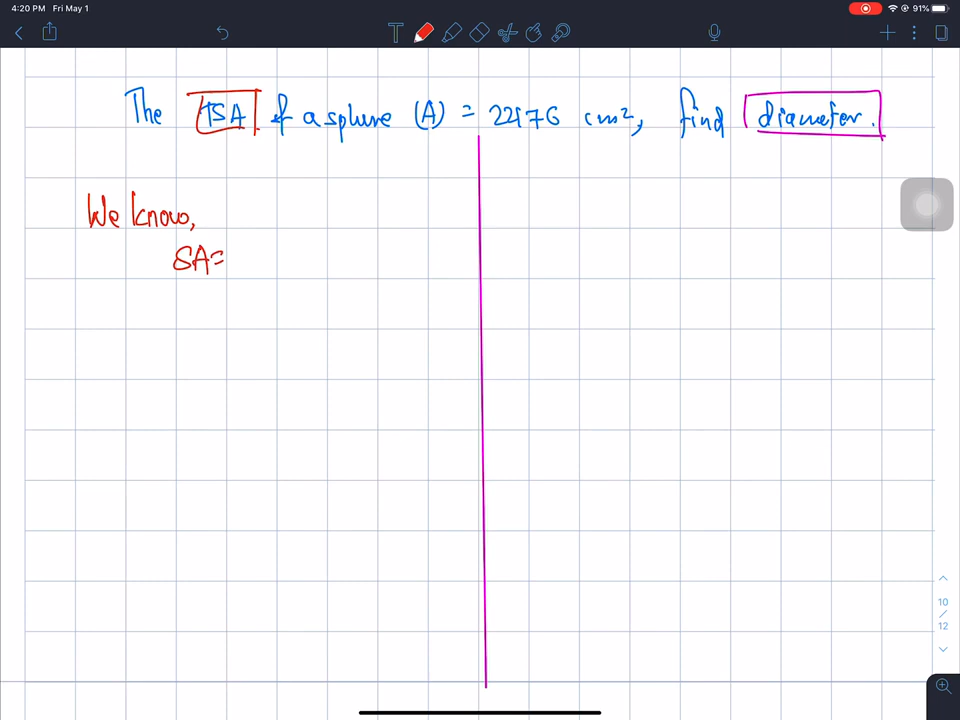 4:20 PM Fri May 1 91%
The TSA of a sphere (A) = 22176 cm², find diameter.
We know,
SA=
10
/
12